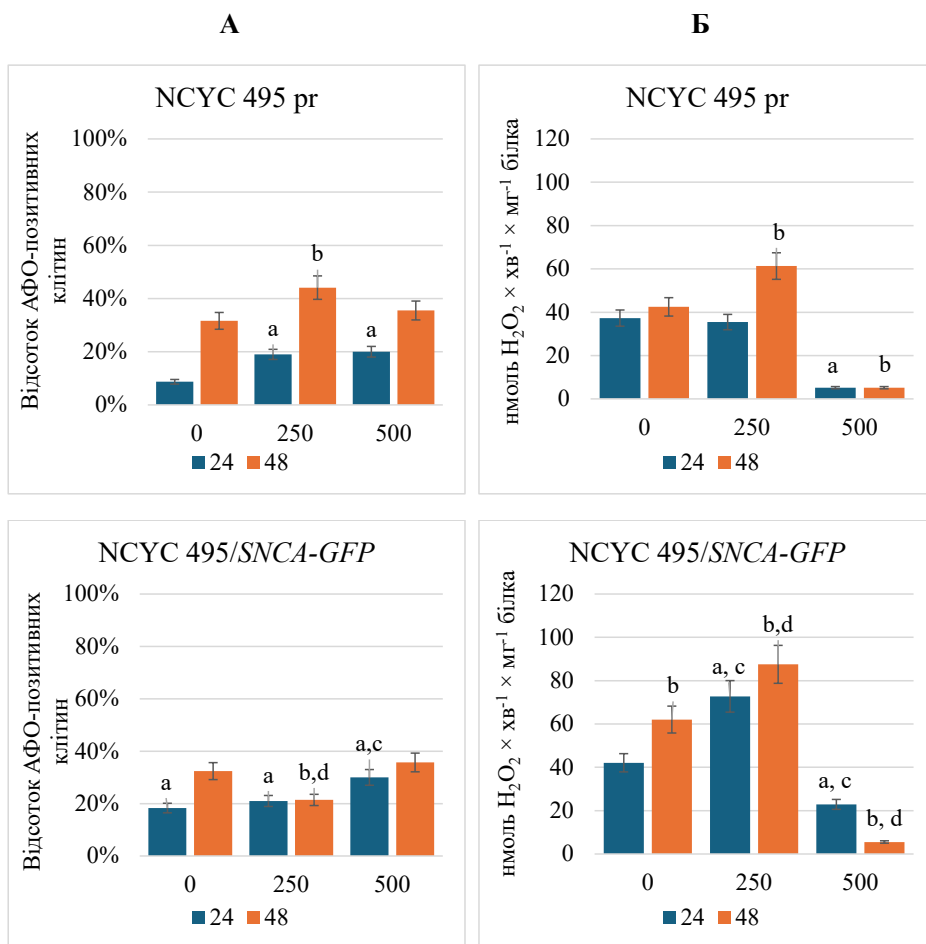 А
Б
NCYC 495 pr
Відсоток АФО-позитивних
клітин
100%
80%
60%
40%
20%
0%
b
a
a
0
250
500
24
48
NCYC 495 pr
нмоль H₂O₂ × хв⁻¹ × мг⁻¹ білка
120
100
80
60
40
20
0
b
a
b
0
250
500
24
48
NCYC 495/SNCA-GFP
Відсоток АФО-позитивних
клітин
100%
80%
60%
40%
20%
0%
a
a
b,d
a,c
0
250
500
24
48
NCYC 495/SNCA-GFP
нмоль H₂O₂ × хв⁻¹ × мг⁻¹ білка
120
100
80
60
40
20
0
b
a, c
b,d
a, c
b, d
0
250
500
24
48